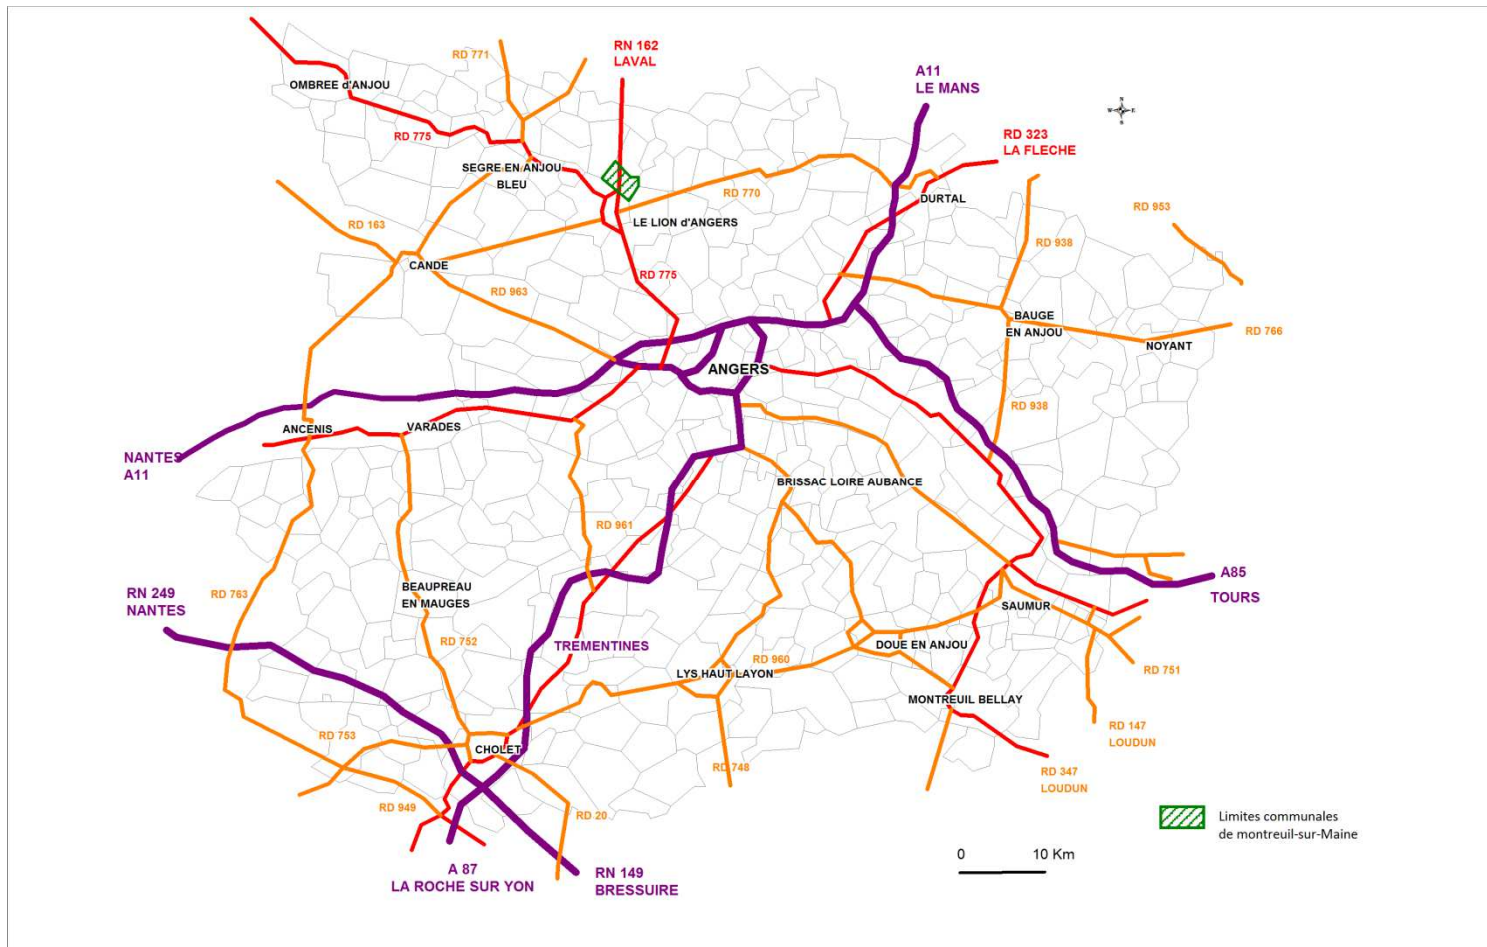 RD 771
RN 162
LAVAL
A11
LE MANS
N
W
E
S
OMBREE d'ANJOU
RD 775
RD 323
LA FLECHE
SEGRE EN ANJOU
BLEU
RD 770
DURTAL
RD 953
RD 163
LE LION d'ANGERS
RD 938
CANDE
RD 775
RD 963
BAUGE
EN ANJOU
RD 766
NOYANT
ANGERS
RD 938
ANCENIS
VARADES
NANTES
A11
BRISSAC LOIRE AUBANCE
RD 961
A85
TOURS
RN 249
NANTES
RD 763
BEAUPREAU
EN MAUGES
SAUMUR
RD 752
TREMENTINES
DOUE EN ANJOU
RD 960
LYS HAUT LAYON
RD 751
MONTREUIL BELLAY
RD 147
LOUDUN
RD 753
CHOLET
RD 748
RD 347
LOUDUN
RD 949
RD 20
Limites communales
de montreuil-sur-Maine
0 10 Km
A 87
LA ROCHE SUR YON
RN 149
BRESSUIRE